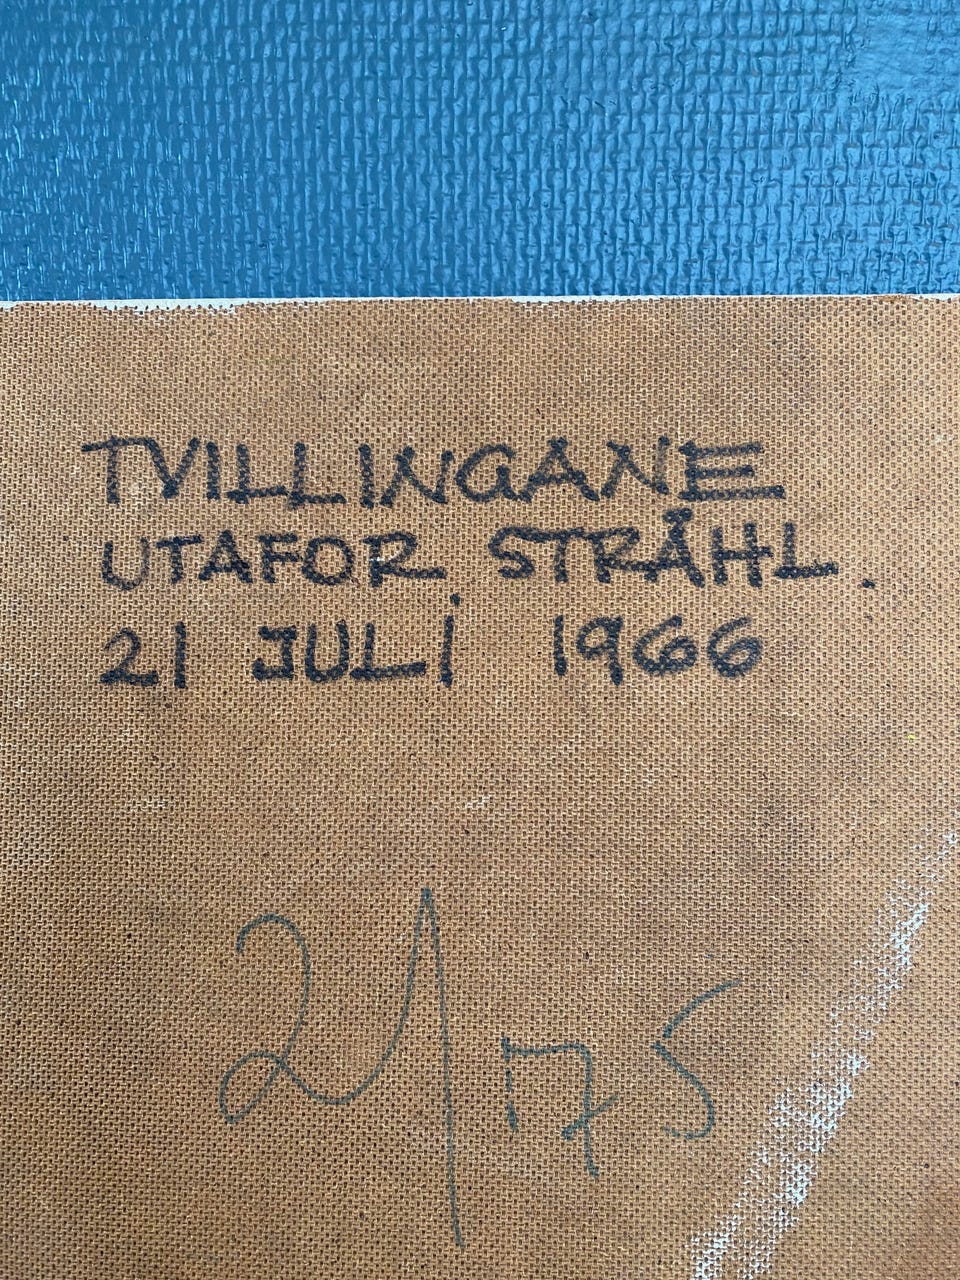 TVILLINGANE
UTAFOR STRÅHL.
21 JULi 1966
21/75